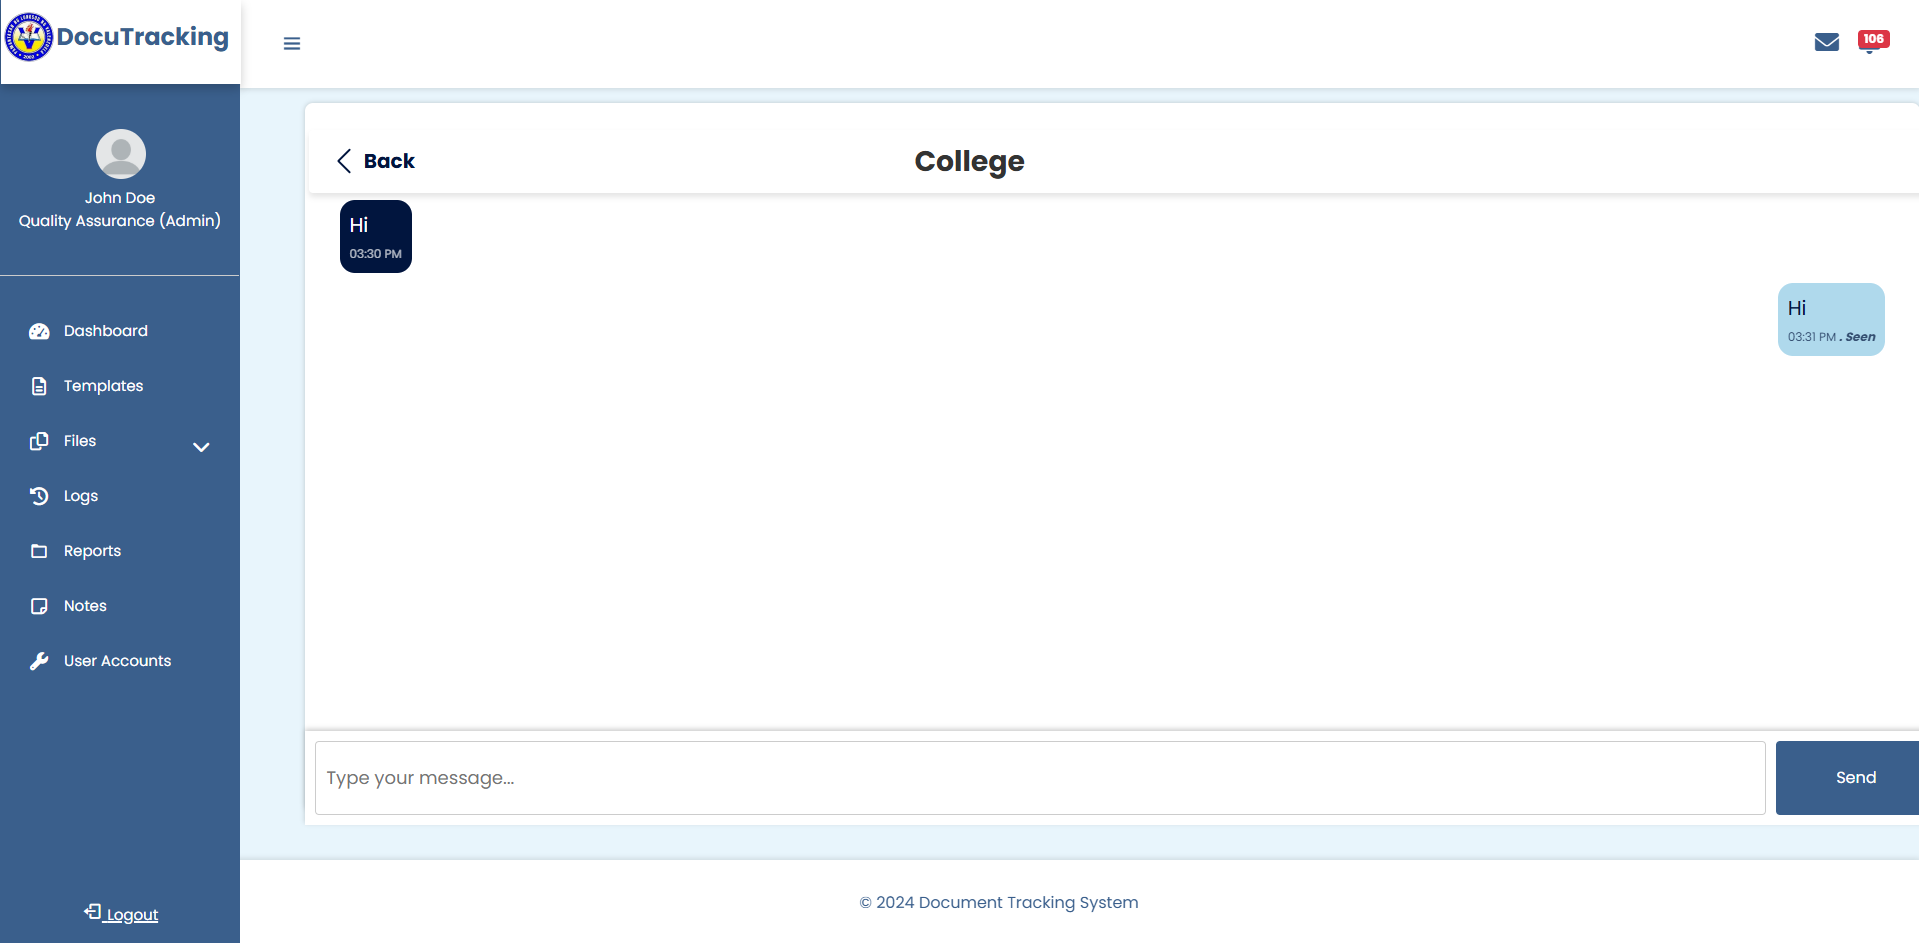 DocuTracking
106
John Doe
Quality Assurance (Admin)
Dashboard
Templates
Files
Logs
Reports
Notes
User Accounts
Logout
Back
College
Hi
03:30 PM
Hi
03:31 PM . Seen
Type your message...
Send
© 2024 Document Tracking System